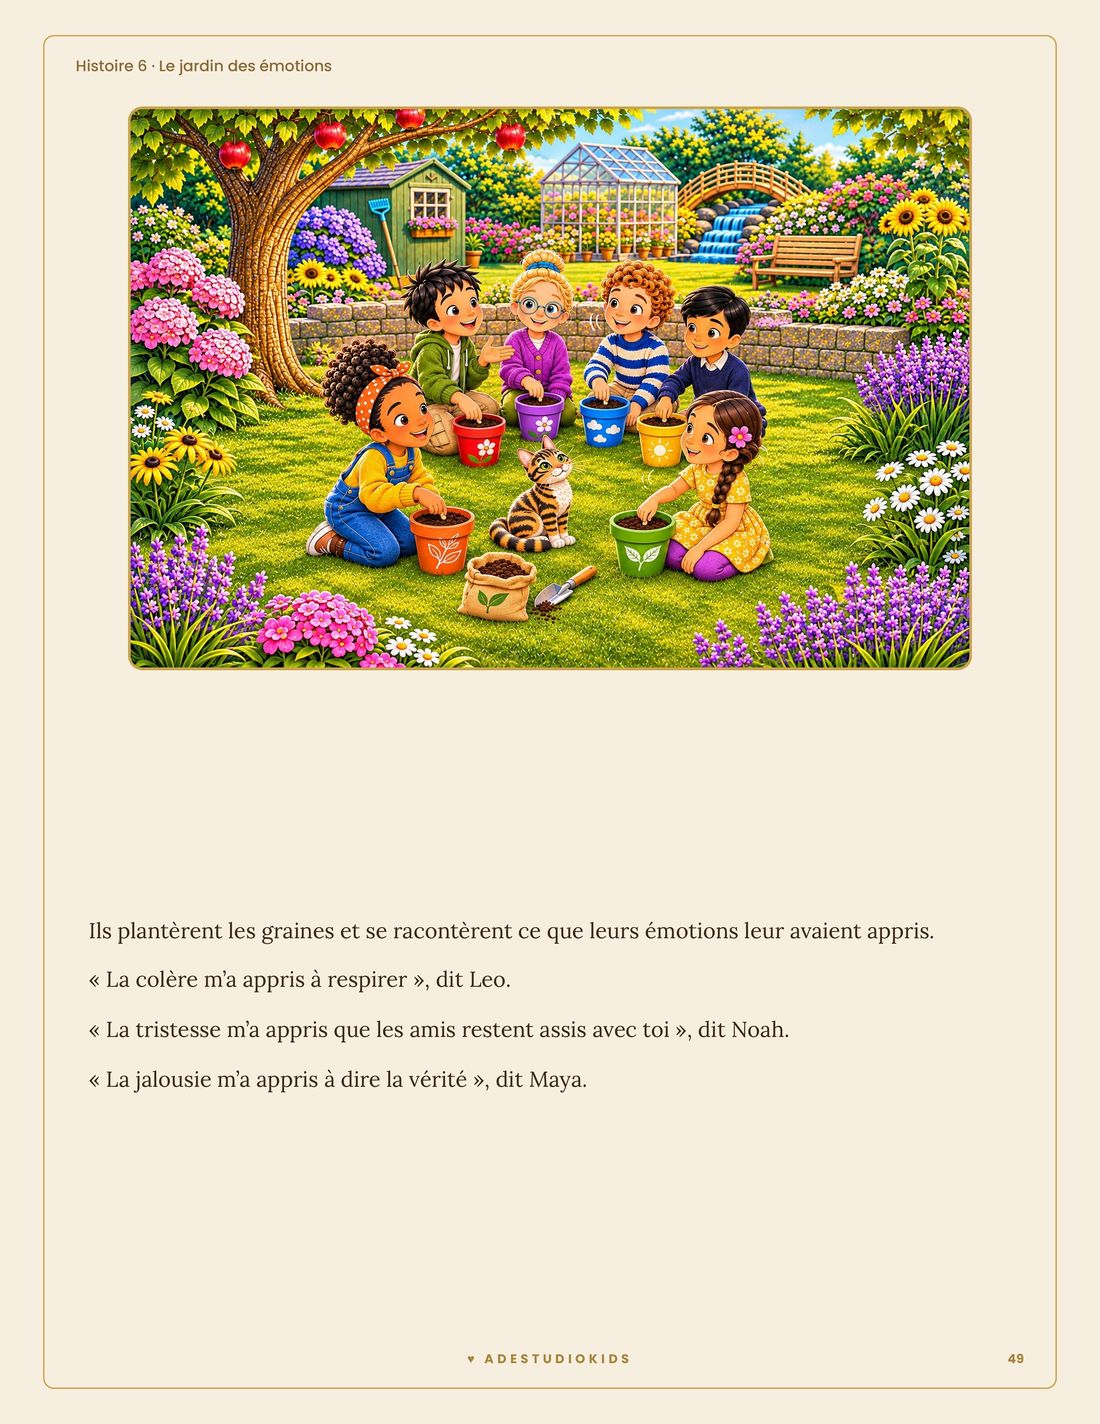 Histoire 6 · Le jardin des émotions
Ils plantèrent les graines et se racontèrent ce que leurs émotions leur avaient appris.
« La colère m’a appris à respirer », dit Leo.
« La tristesse m’a appris que les amis restent assis avec toi », dit Noah.
« La jalousie m’a appris à dire la vérité », dit Maya.
♥ ADESTUDIOKIDS
49